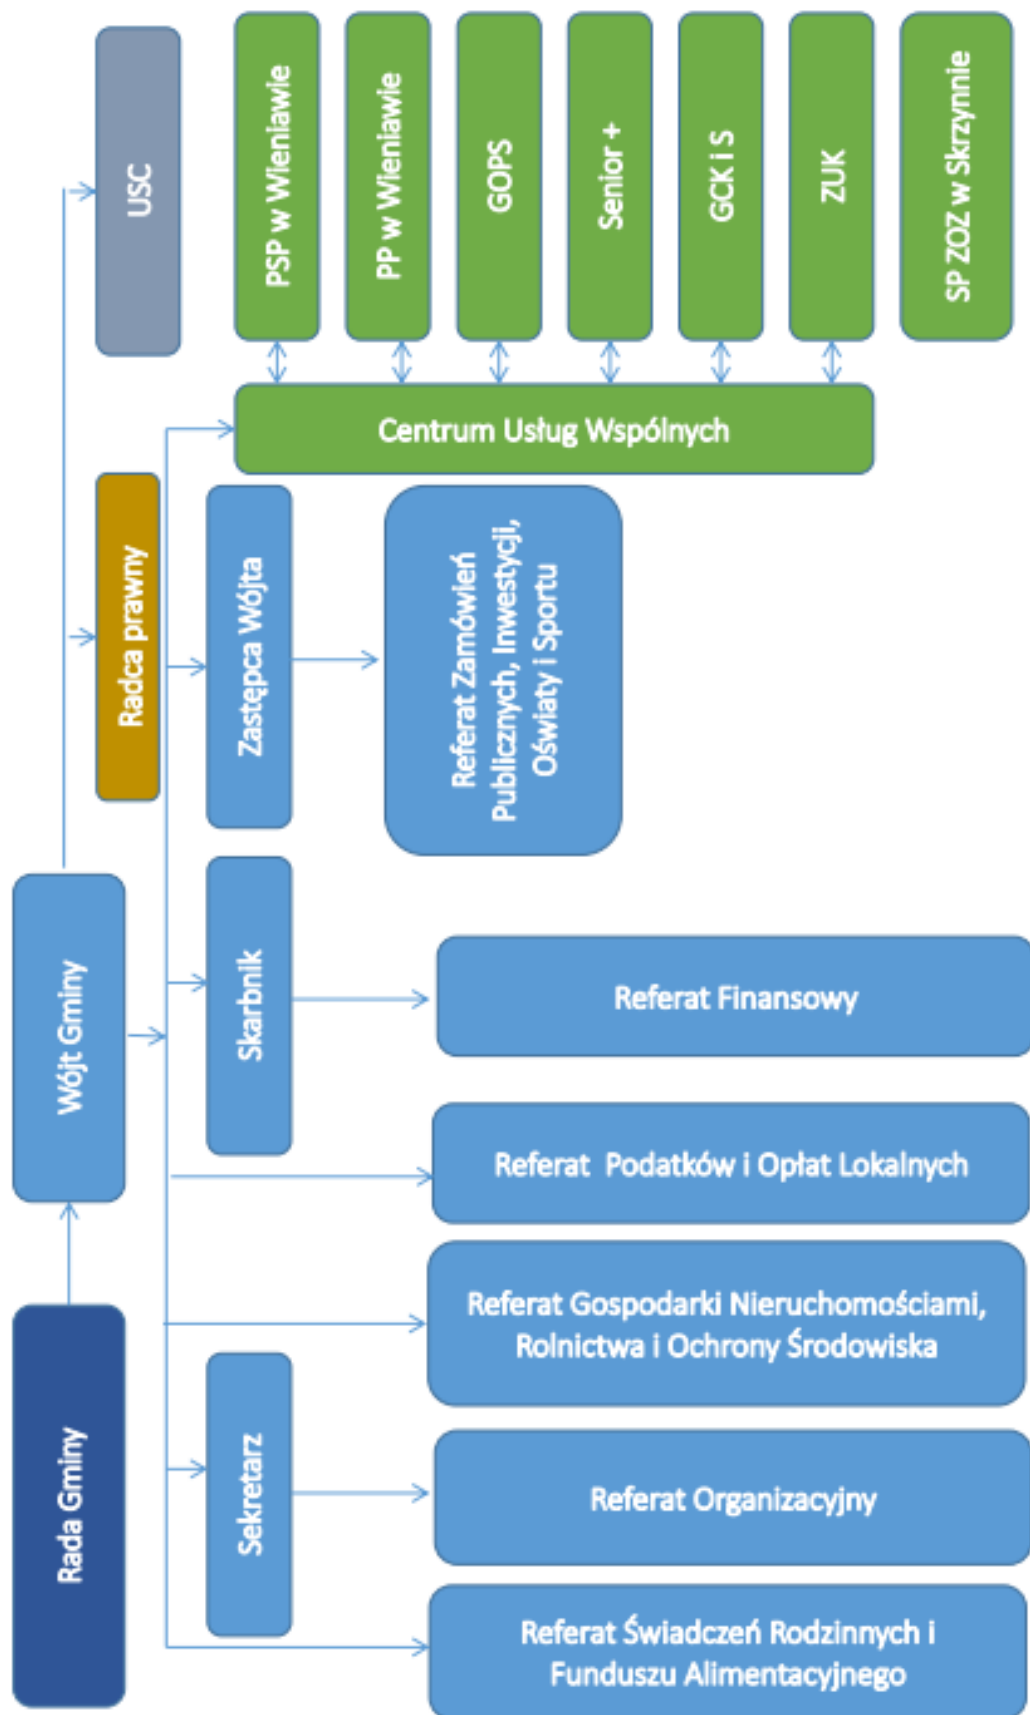 Rada Gminy
Wójt Gminy
USC
Radca prawny
Sekretarz
Skarbnik
Zastępca Wójta
Centrum Usług Wspólnych
PSP w Wieniawie
PP w Wieniawie
GOPS
Senior +
GCK i S
ZUK
SP ZOZ w Skrzynnie
Referat Zamówień
Publicznych, Inwestycji,
Oświaty i Sportu
Referat Finansowy
Referat Podatków i Opłat Lokalnych
Referat Gospodarki Nieruchomościami,
Rolnictwa i Ochrony Środowiska
Referat Organizacyjny
Referat Świadczeń Rodzinnych i
Funduszu Alimentacyjnego